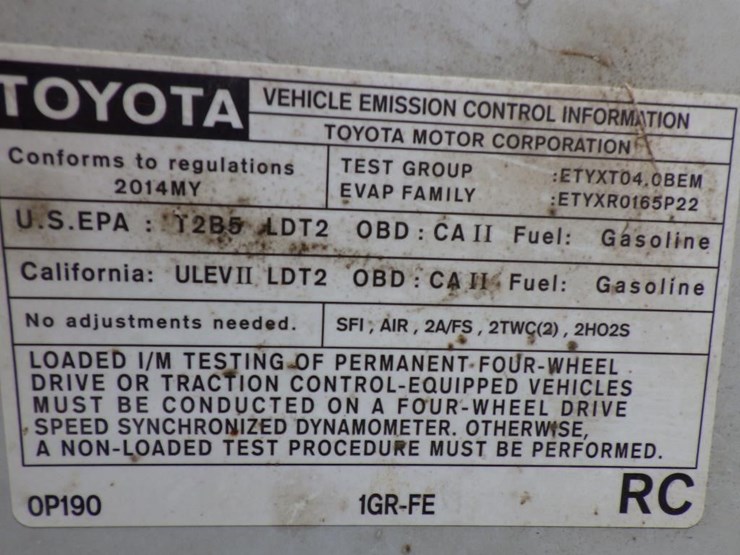 TOYOTA VEHICLE EMISSION CONTROL INFORMATION
TOYOTA MOTOR CORPORATION
Conforms to regulations
2014MY
TEST GROUP :ETYXT04.0BEM
EVAP FAMILY :ETYXR0165P22
U.S.EPA : T2B5 LDT2 OBD : CA II Fuel: Gasoline
California: ULEVII LDT2 OBD : CA II Fuel: Gasoline
No adjustments needed. SFI , AIR , 2A/FS , 2TWC(2) , 2HO2S
LOADED I/M TESTING OF PERMANENT FOUR-WHEEL
DRIVE OR TRACTION CONTROL-EQUIPPED VEHICLES
MUST BE CONDUCTED ON A FOUR-WHEEL DRIVE
SPEED SYNCHRONIZED DYNAMOMETER. OTHERWISE,
A NON-LOADED TEST PROCEDURE MUST BE PERFORMED.
0P190 1GR-FE RC